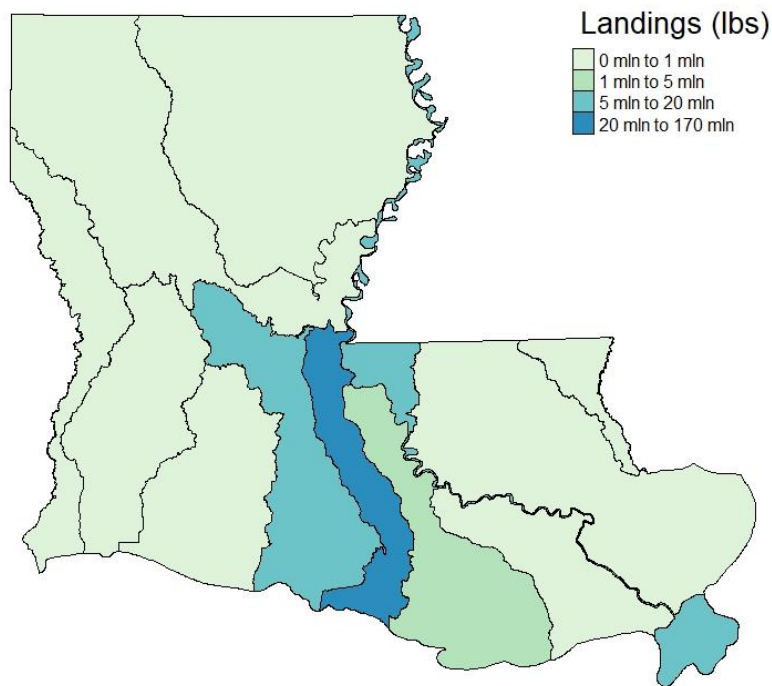 Landings (lbs)
0 mln to 1 mln
1 mln to 5 mln
5 mln to 20 mln
20 mln to 170 mln